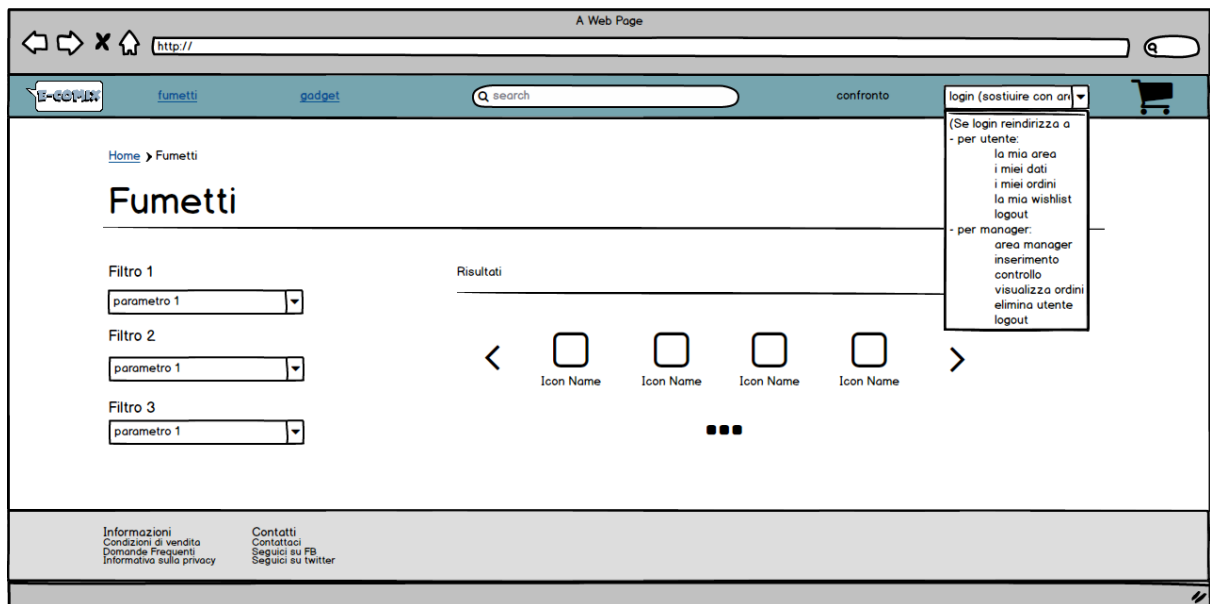 A Web Page
http://
E-COMIX
fumetti
gadget
search
confronto
login (sostiuire con are
(Se login reindirizza a
- per utente:
la mia area
i miei dati
i miei ordini
la mia wishlist
logout
- per manager:
area manager
inserimento
controllo
visualizza ordini
elimina utente
logout
Home > Fumetti
Fumetti
Filtro 1
parametro 1
Filtro 2
parametro 1
Filtro 3
parametro 1
Risultati
Icon Name
Icon Name
Icon Name
Icon Name
Informazioni
Condizioni di vendita
Domande Frequenti
Informativa sulla privacy
Contatti
Contattaci
Seguici su FB
Seguici su twitter